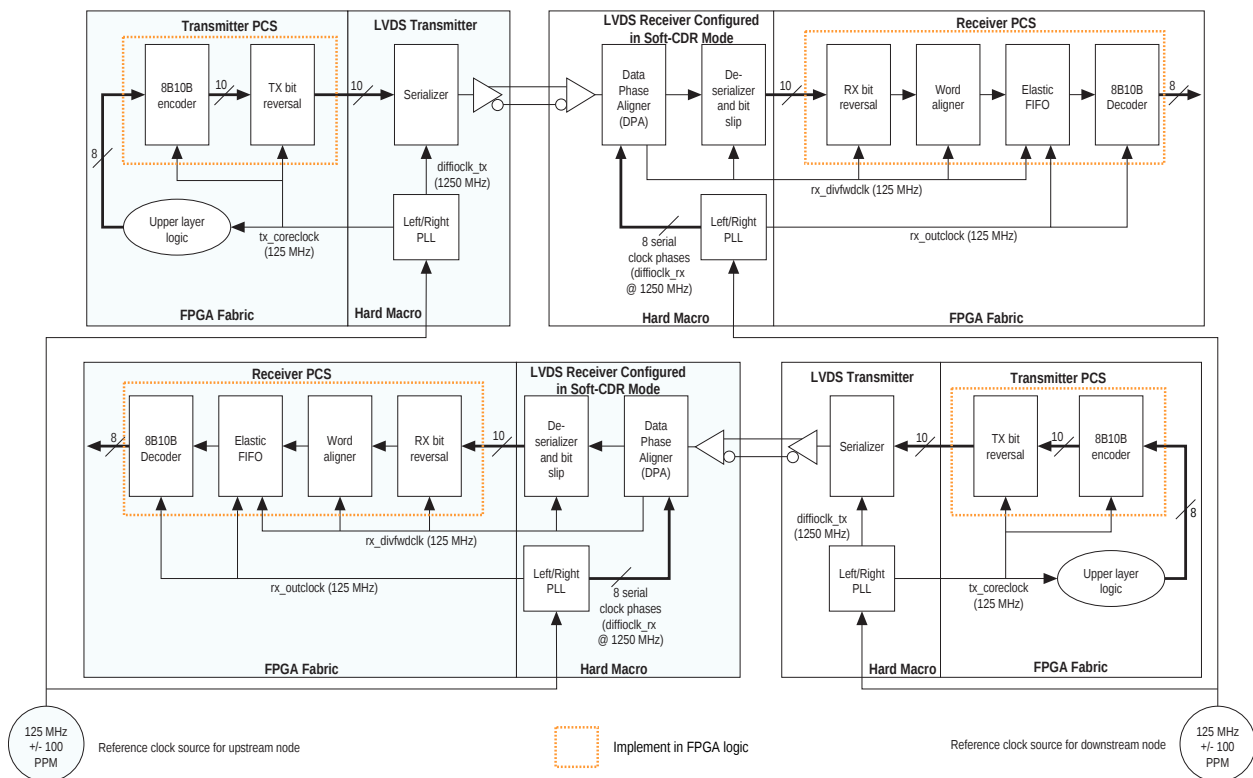 Transmitter PCS
LVDS Transmitter
8B10B
encoder
10
TX bit
reversal
10
Serializer
8
diffioclk_tx
(1250 MHz)
Upper layer
logic
tx_coreclock
(125 MHz)
Left/Right
PLL
FPGA Fabric
Hard Macro
LVDS Receiver Configured
in Soft-CDR Mode
Receiver PCS
Data
Phase
Aligner
(DPA)
De-
serializer
and bit
slip
10
RX bit
reversal
Word
aligner
Elastic
FIFO
8B10B
Decoder
8
rx_divfwdclk (125 MHz)
Left/Right
PLL
rx_outclock (125 MHz)
8 serial
clock phases
(diffioclk_rx
@ 1250 MHz)
Hard Macro
FPGA Fabric
Receiver PCS
LVDS Receiver Configured
in Soft-CDR Mode
8
8B10B
Decoder
Elastic
FIFO
Word
aligner
RX bit
reversal
10
De-
serializer
and bit
slip
Data
Phase
Aligner
(DPA)
rx_divfwdclk (125 MHz)
rx_outclock (125 MHz)
Left/Right
PLL
8 serial
clock phases
(diffioclk_rx
@ 1250 MHz)
FPGA Fabric
Hard Macro
LVDS Transmitter
Transmitter PCS
Serializer
10
TX bit
reversal
10
8B10B
encoder
8
diffioclk_tx
(1250 MHz)
Left/Right
PLL
tx_coreclock
(125 MHz)
Upper layer
logic
Hard Macro
FPGA Fabric
125 MHz
+/- 100
PPM
Reference clock source for upstream node
Implement in FPGA logic
Reference clock source for downstream node
125 MHz
+/- 100
PPM